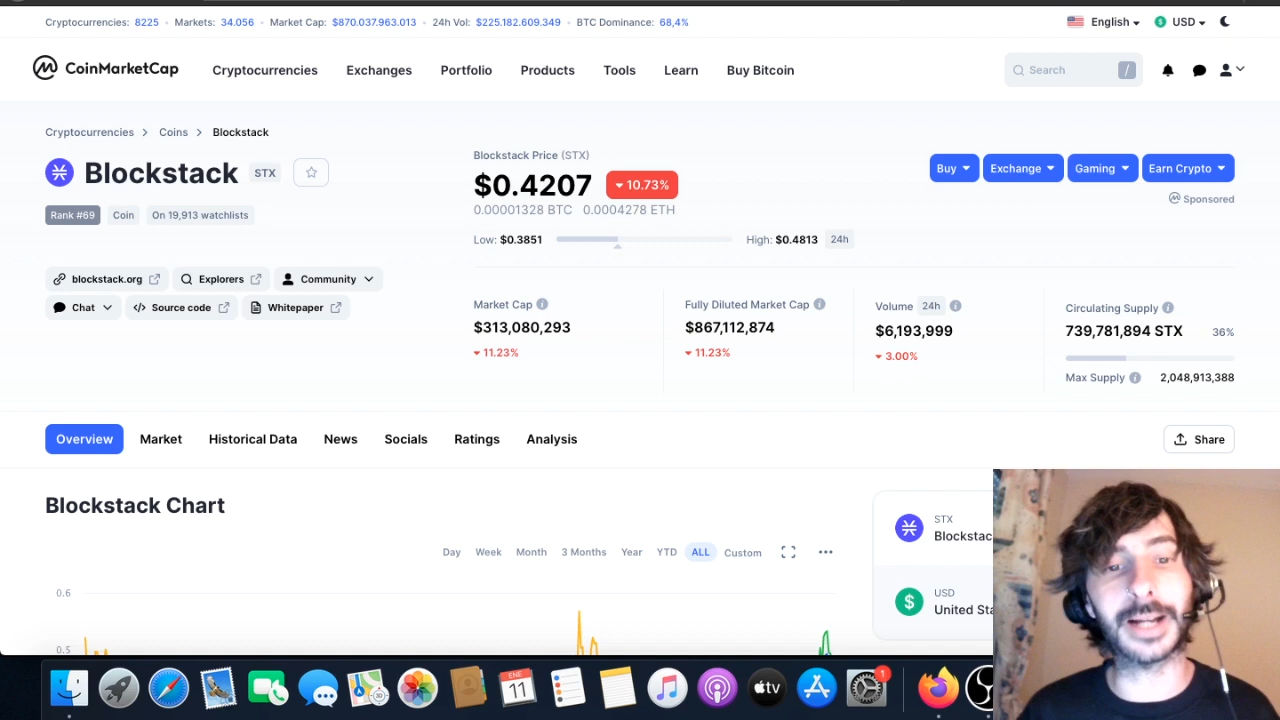 Cryptocurrencies: 8225 • Markets: 34.056 • Market Cap: $870.037.963.013 • 24h Vol: $225.182.609.349 • BTC Dominance: 68,4% English USD
CoinMarketCap Cryptocurrencies Exchanges Portfolio Products Tools Learn Buy Bitcoin Search /
Cryptocurrencies > Coins > Blockstack
Blockstack STX
Rank #69 Coin On 19,913 watchlists
blockstack.org Explorers Community
Chat Source code Whitepaper
Blockstack Price (STX)
$0.4207 10.73%
0.00001328 BTC 0.0004278 ETH
Low: $0.3851 High: $0.4813 24h
Buy Exchange Gaming Earn Crypto
Sponsored
Market Cap
$313,080,293
11.23%
Fully Diluted Market Cap
$867,112,874
11.23%
Volume 24h
$6,193,999
3.00%
Circulating Supply
739,781,894 STX 36%
Max Supply 2,048,913,388
Overview Market Historical Data News Socials Ratings Analysis Share
Blockstack Chart
Day Week Month 3 Months Year YTD ALL Custom
0.6
0.5
STX
Blockstac
USD
United Sta
ENE
11
tv
1